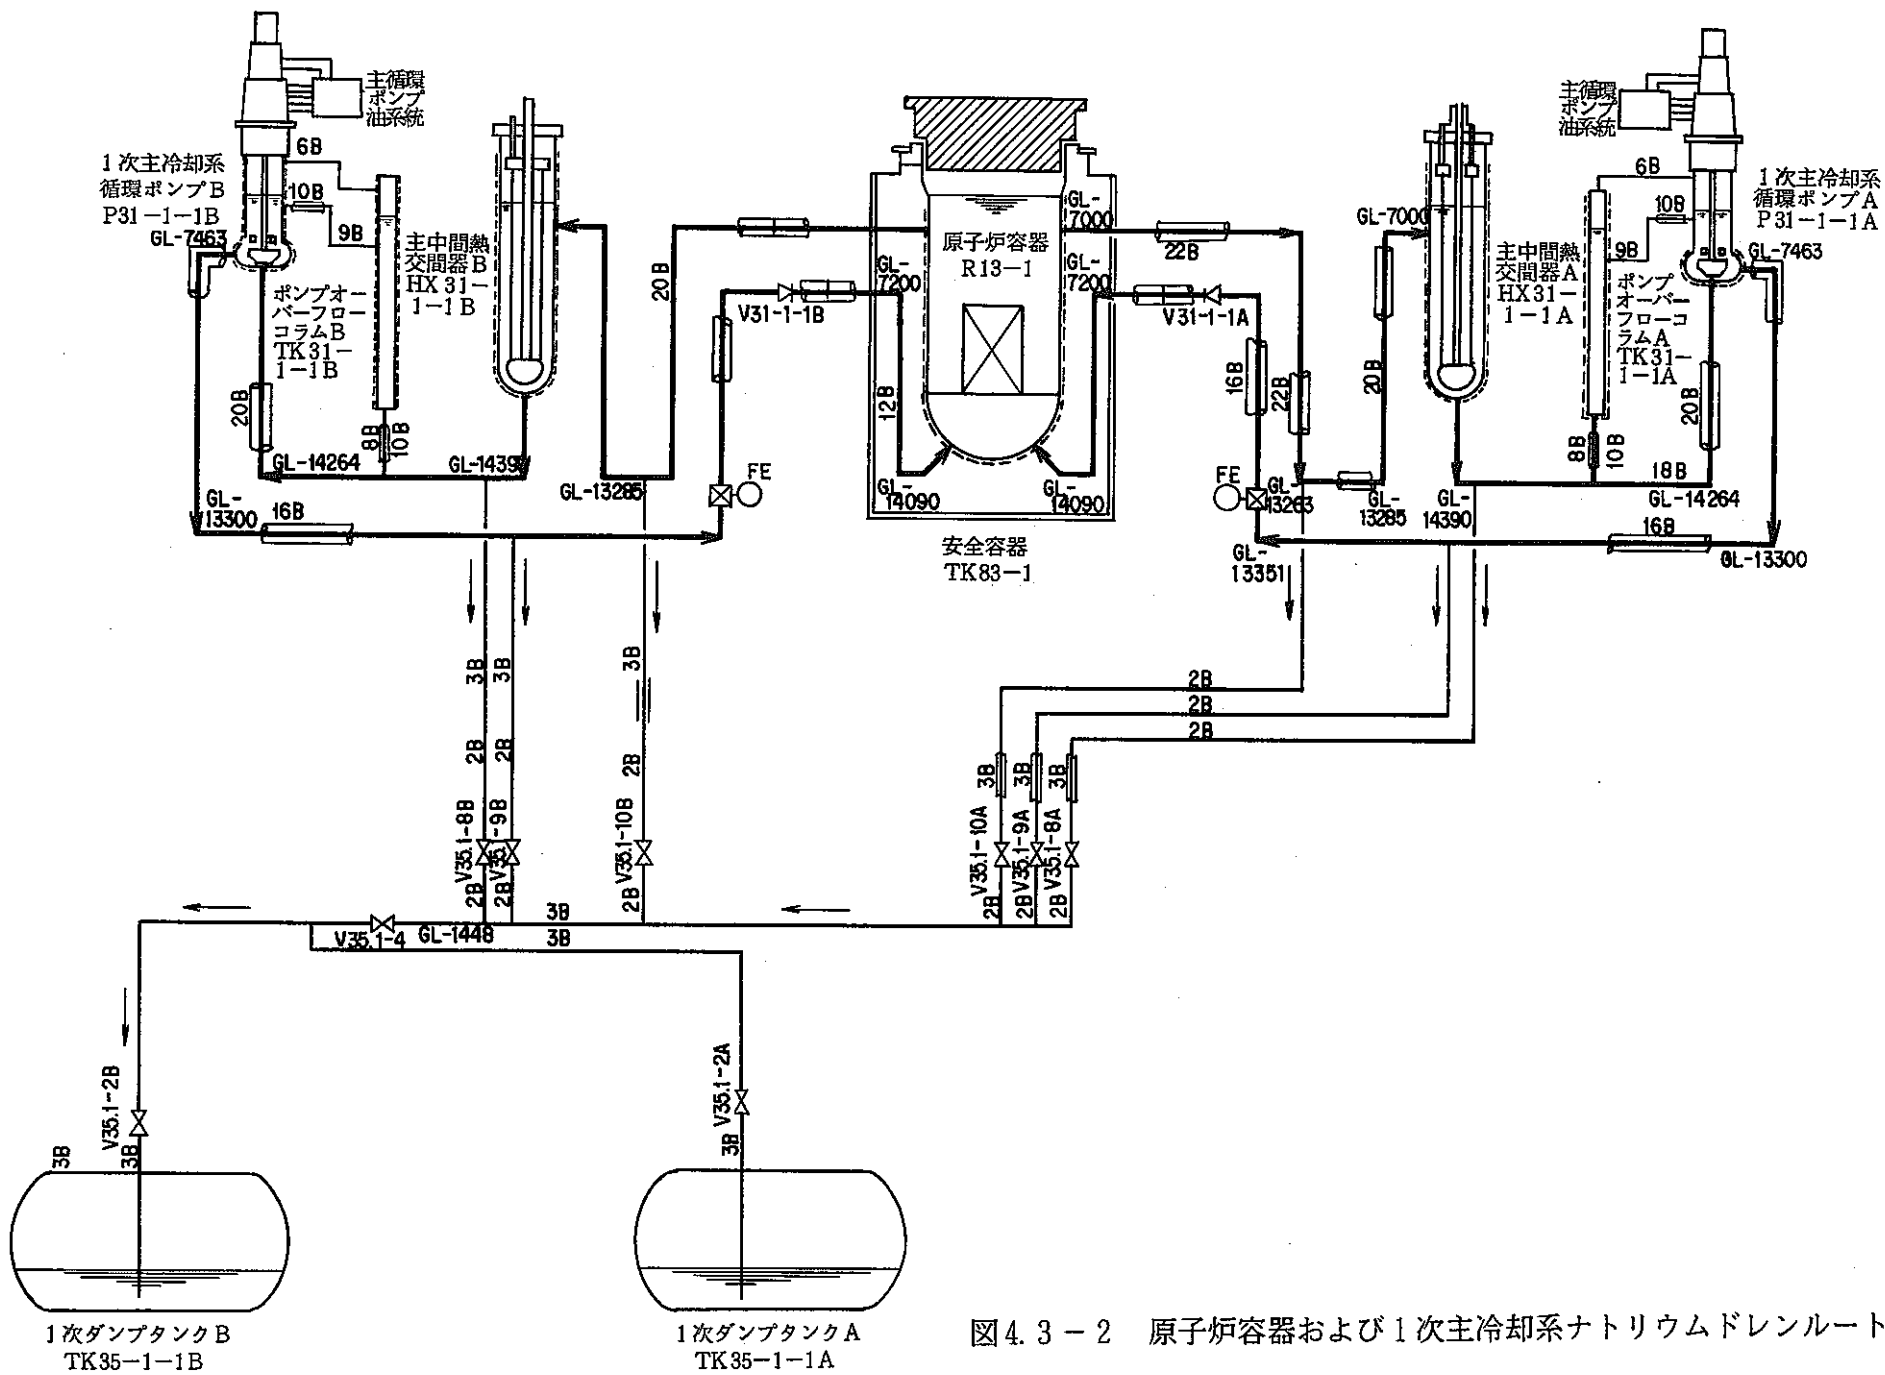 主循環
ポンプ
油系統
6B
1次主冷却系
循環ポンプB
P31-1-1B
GL-7463
10B
9B
主中間熱
交間器B
HX31-
1-1B
ポンプオー
バーフロー
コラムB
TK31-
1-1B
20B
8B
10B
GL-14264
GL-1439
GL-
13300
16B
GL-13285
20B
V31-1-1B
FE
GL-
7000
原子炉容器
R13-1
GL-
7200
GL-
7200
12B
GL-
14090
GL-
14090
安全容器
TK83-1
22B
V31-1-1A
16B
22B
FE
GL-
13263
GL-
13351
20B
GL-
13285
GL-7000
主中間熱
交間器A
HX31-
1-1A
GL-
14390
主循環
ポンプ
油系統
6B
10B
9B
1次主冷却系
循環ポンプA
P31-1-1A
GL-7463
ポンプ
オーバー
フローコ
ラムA
TK31-
1-1A
20B
8B
10B
18B
GL-14264
16B
GL-13300
3B
3B
3B
2B
2B
2B
V35.1-8B
V35.1-9B
V35.1-10B
2B
2B
2B
2B
2B
2B
3B
3B
3B
V35.1-10A
V35.1-9A
V35.1-8A
2B
2B
2B
3B
V35.1-4
GL-1448
3B
V35.1-2B
3B
3B
V35.1-2A
3B
1次ダンプタンクB
TK35-1-1B
1次ダンプタンクA
TK35-1-1A
図4.3-2 原子炉容器および1次主冷却系ナトリウムドレンルート